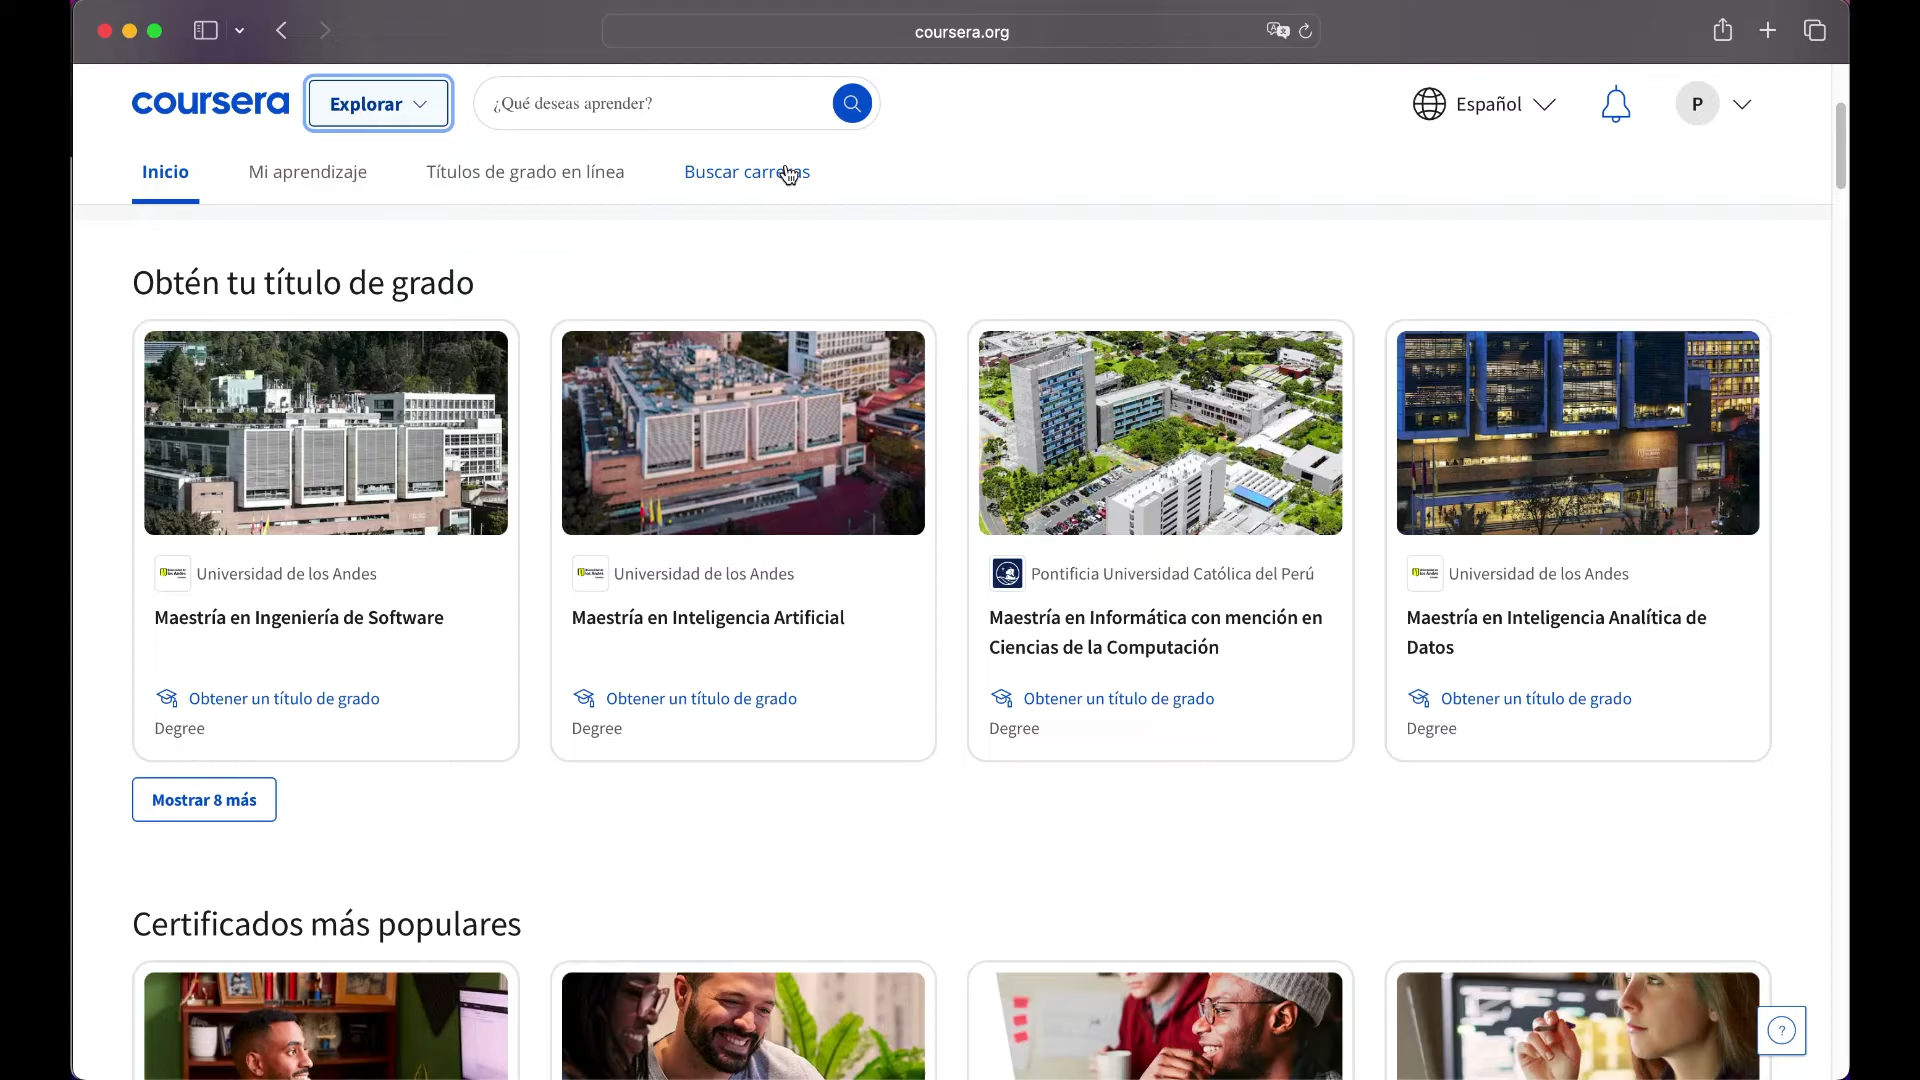 coursera.org
coursera
Explorar
¿Qué deseas aprender?
Español
P
Inicio
Mi aprendizaje
Títulos de grado en línea
Buscar carreras
Obtén tu título de grado
Universidad de los Andes
Maestría en Ingeniería de Software
Obtener un título de grado
Degree
Universidad de los Andes
Maestría en Inteligencia Artificial
Obtener un título de grado
Degree
Pontificia Universidad Católica del Perú
Maestría en Informática con mención en
Ciencias de la Computación
Obtener un título de grado
Degree
Universidad de los Andes
Maestría en Inteligencia Analítica de
Datos
Obtener un título de grado
Degree
Mostrar 8 más
Certificados más populares
?